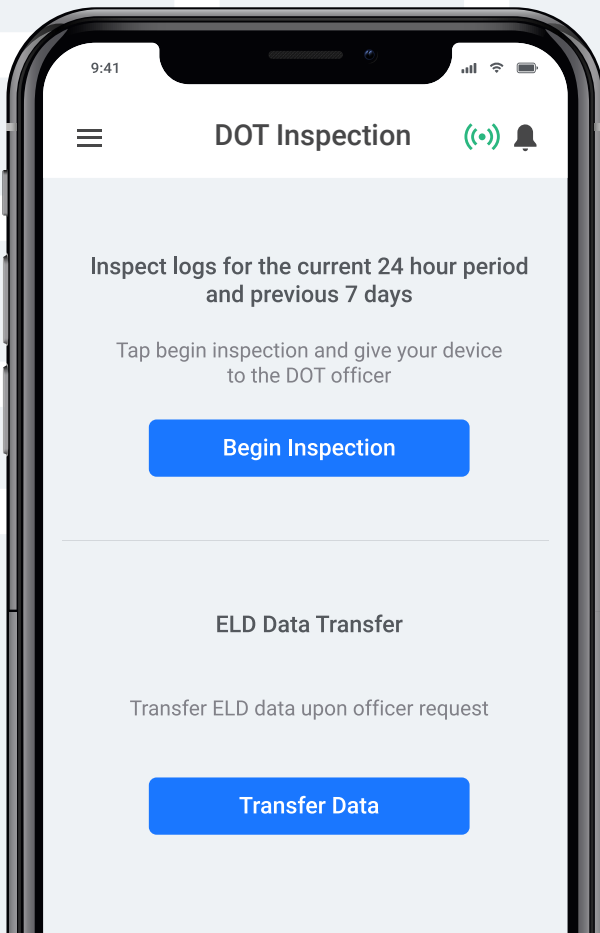 9:41
DOT Inspection
Inspect logs for the current 24 hour period
and previous 7 days
Tap begin inspection and give your device
to the DOT officer
Begin Inspection
ELD Data Transfer
Transfer ELD data upon officer request
Transfer Data